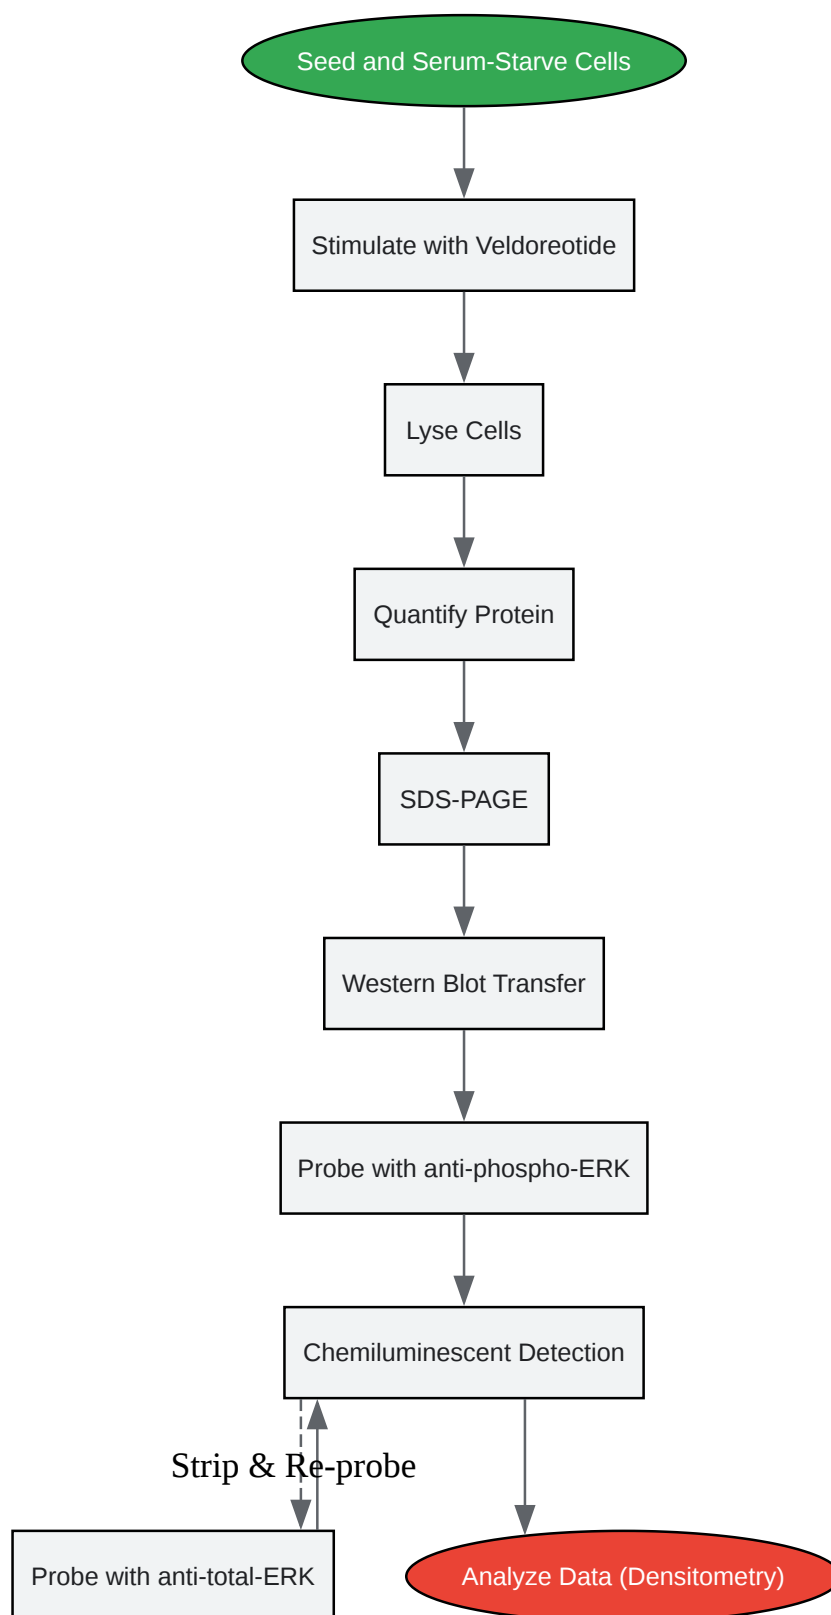 Seed and Serum-Starve Cells
Stimulate with Veldoreotide
Lyse Cells
Quantify Protein
SDS-PAGE
Western Blot Transfer
Probe with anti-phospho-ERK
Chemiluminescent Detection
Strip & Re-probe
Probe with anti-total-ERK
Analyze Data (Densitometry)